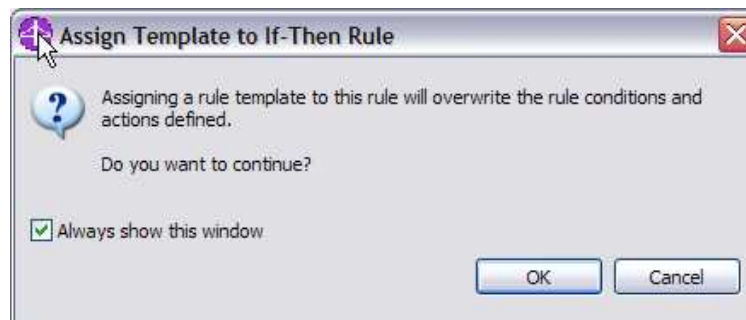 Assign Template to If-Then Rule
Assigning a rule template to this rule will overwrite the rule conditions and
actions defined.
Do you want to continue?
Always show this window
OK
Cancel